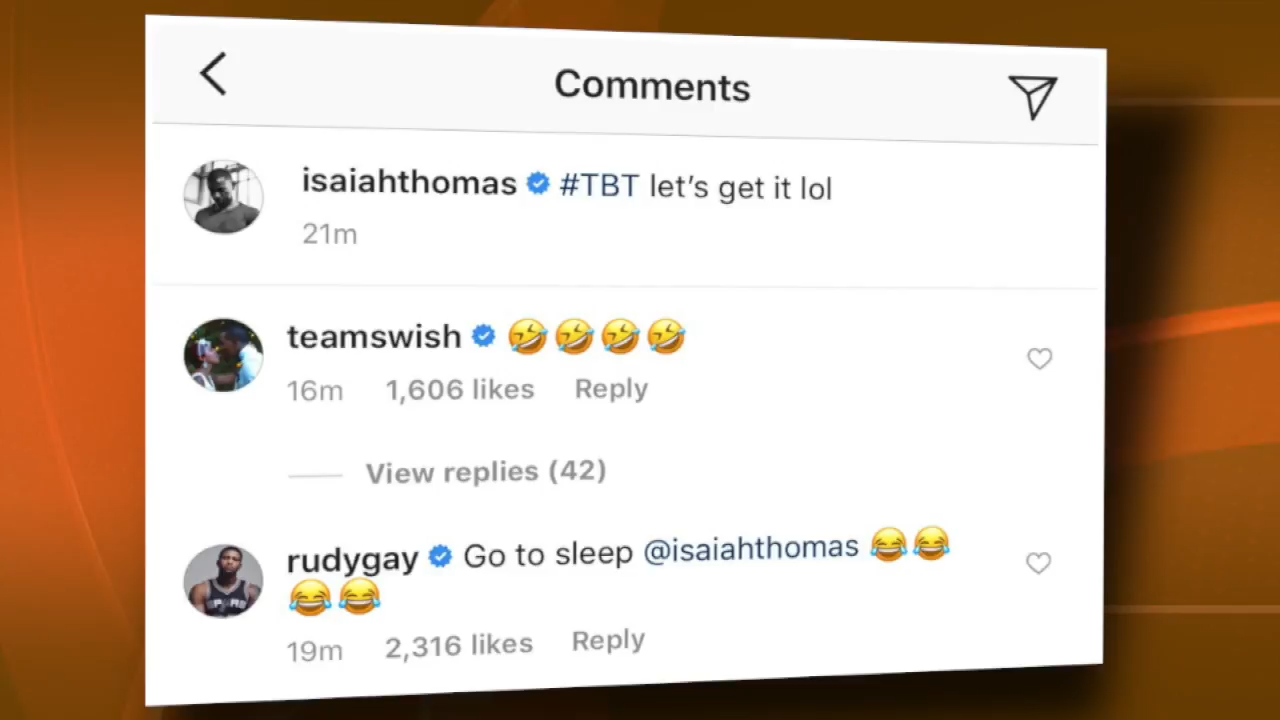 Comments
isaiahthomas #TBT let's get it lol
21m
teamswish 🤣🤣🤣🤣
16m 1,606 likes Reply
View replies (42)
rudygay Go to sleep @isaiahthomas 😂😂
😂😂
19m 2,316 likes Reply